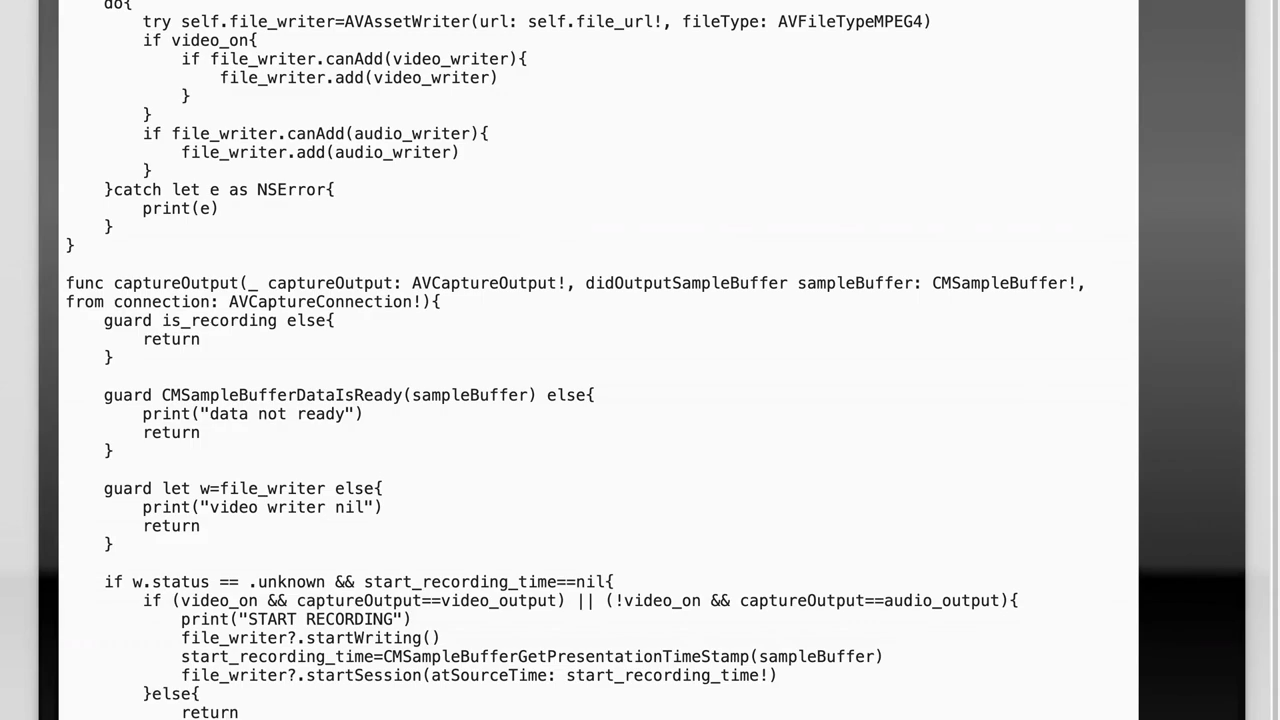 do{
try self.file_writer=AVAssetWriter(url: self.file_url!, fileType: AVFileTypeMPEG4)
if video_on{
if file_writer.canAdd(video_writer){
file_writer.add(video_writer)
}
}
if file_writer.canAdd(audio_writer){
file_writer.add(audio_writer)
}
}catch let e as NSError{
print(e)
}
}
func captureOutput(_ captureOutput: AVCaptureOutput!, didOutputSampleBuffer sampleBuffer: CMSampleBuffer!,
from connection: AVCaptureConnection!){
guard is_recording else{
return
}
guard CMSampleBufferDataIsReady(sampleBuffer) else{
print("data not ready")
return
}
guard let w=file_writer else{
print("video writer nil")
return
}
if w.status == .unknown && start_recording_time==nil{
if (video_on && captureOutput==video_output) || (!video_on && captureOutput==audio_output){
print("START RECORDING")
file_writer?.startWriting()
start_recording_time=CMSampleBufferGetPresentationTimeStamp(sampleBuffer)
file_writer?.startSession(atSourceTime: start_recording_time!)
}else{
return